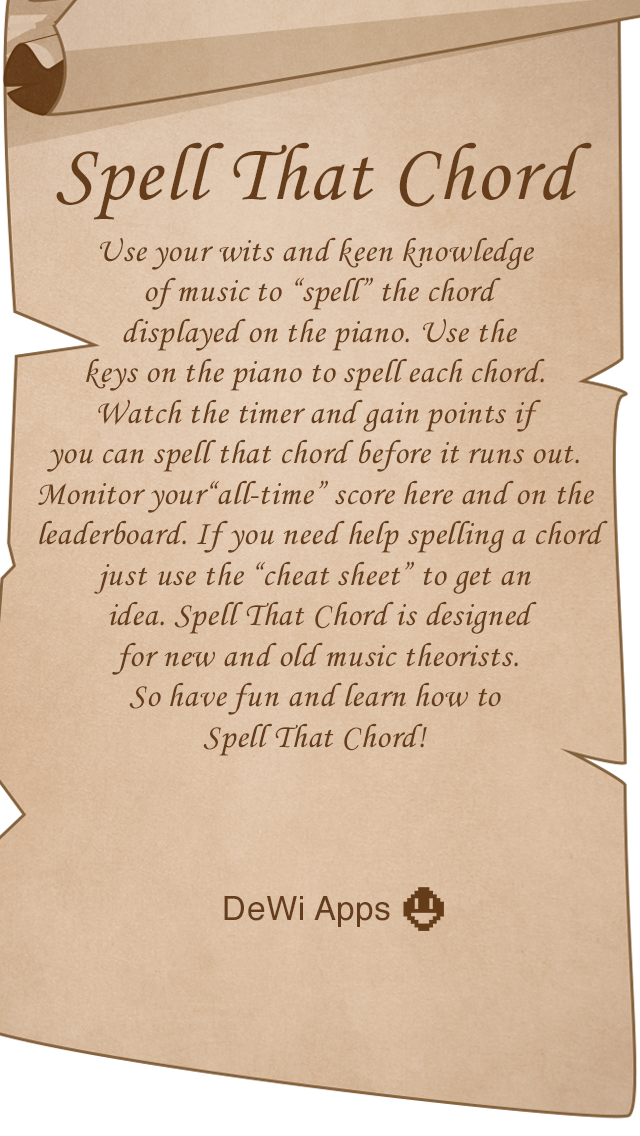 Spell That Chord
Use your wits and keen knowledge
of music to “spell” the chord
displayed on the piano. Use the
keys on the piano to spell each chord.
Watch the timer and gain points if
you can spell that chord before it runs out.
Monitor your“all-time” score here and on the
leaderboard. If you need help spelling a chord
just use the “cheat sheet” to get an
idea. Spell That Chord is designed
for new and old music theorists.
So have fun and learn how to
Spell That Chord!
DeWi Apps